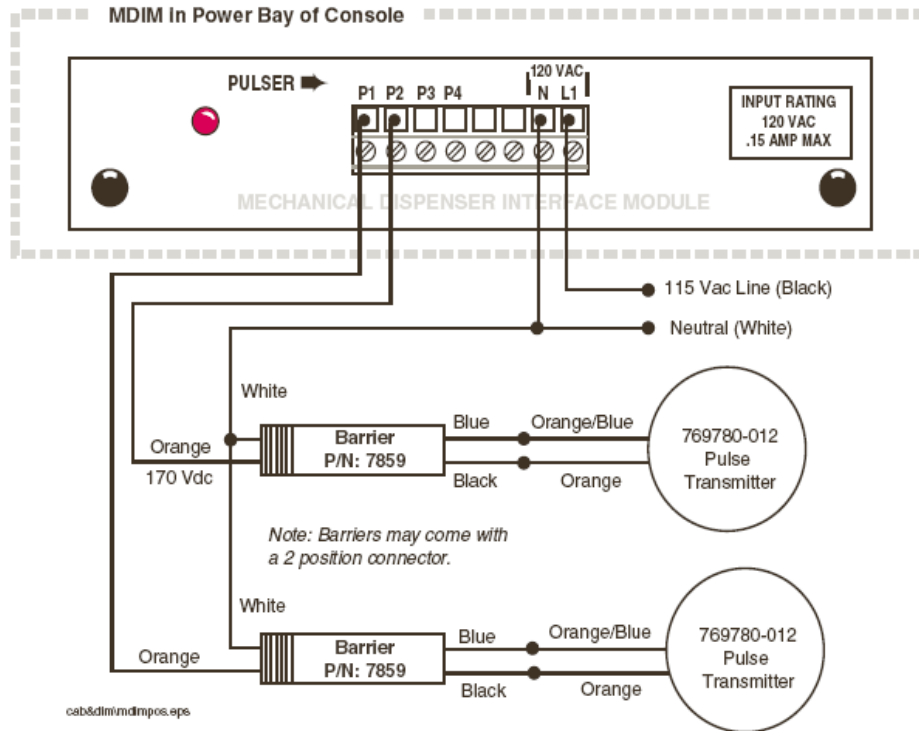 MDIM in Power Bay of Console
PULSER
P1 P2 P3 P4
120 VAC
N L1
INPUT RATING
120 VAC
.15 AMP MAX
MECHANICAL DISPENSER INTERFACE MODULE
115 Vac Line (Black)
Neutral (White)
White
Orange
170 Vdc
Barrier
P/N: 7859
Blue
Orange/Blue
Black
Orange
769780-012
Pulse
Transmitter
Note: Barriers may come with
a 2 position connector.
White
Orange
Barrier
P/N: 7859
Blue
Orange/Blue
Black
Orange
769780-012
Pulse
Transmitter
cab&dim\mdimpos.eps